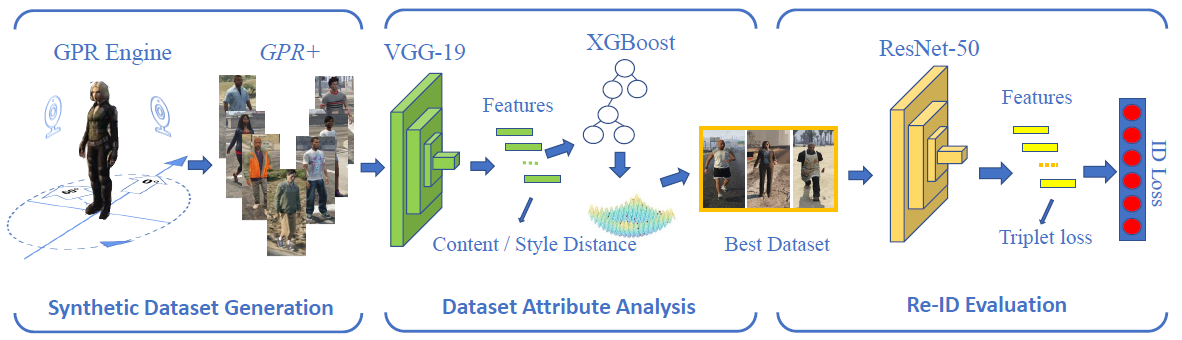 GPR Engine
GPR+
VGG-19
Features
Content / Style Distance
XGBoost
Best Dataset
ResNet-50
Features
Triplet loss
ID Loss
Synthetic Dataset Generation
Dataset Attribute Analysis
Re-ID Evaluation